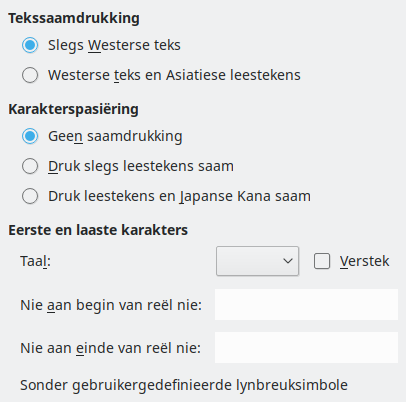 Tekssaamdrukking
Slegs Westerse teks
Westerse teks en Asiatiese leestekens
Karakterspasiëring
Geen saamdrukking
Druk slegs leestekens saam
Druk leestekens en Japanse Kana saam
Eerste en laaste karakters
Taal: Verstek
Nie aan begin van reël nie:
Nie aan einde van reël nie:
Sonder gebruikergedefinieerde lynbreuksimbole